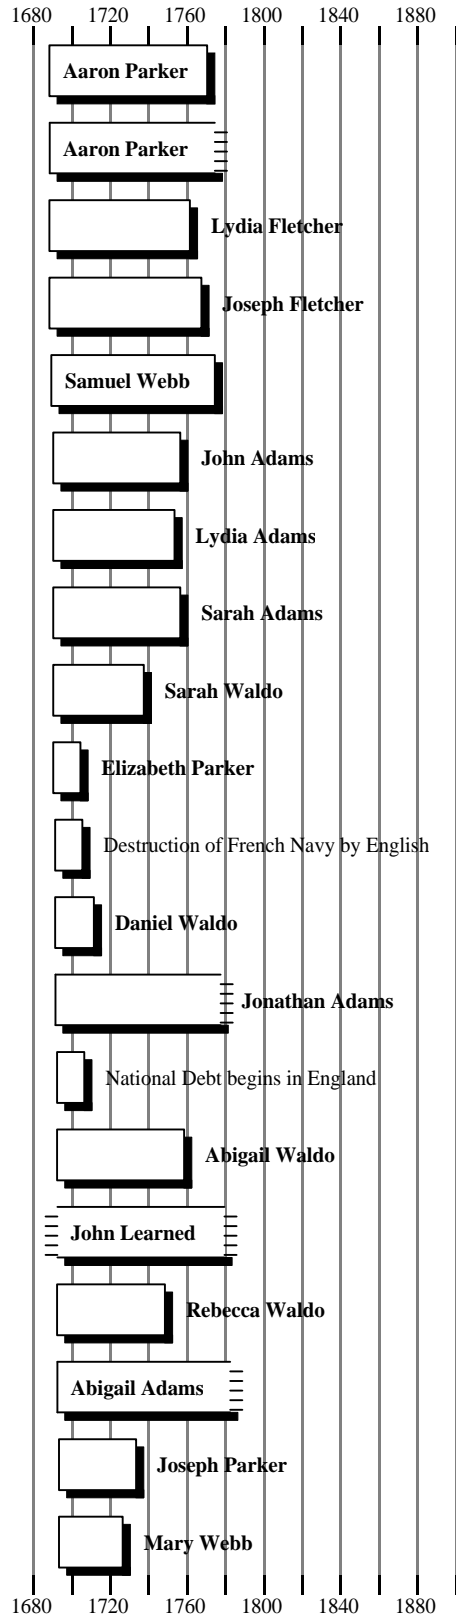 1680 1720 1760 1800 1840 1880
Aaron Parker
Aaron Parker
Lydia Fletcher
Joseph Fletcher
Samuel Webb
John Adams
Lydia Adams
Sarah Adams
Sarah Waldo
Elizabeth Parker
Destruction of French Navy by English
Daniel Waldo
Jonathan Adams
National Debt begins in England
Abigail Waldo
John Learned
Rebecca Waldo
Abigail Adams
Joseph Parker
Mary Webb
1680 1720 1760 1800 1840 1880